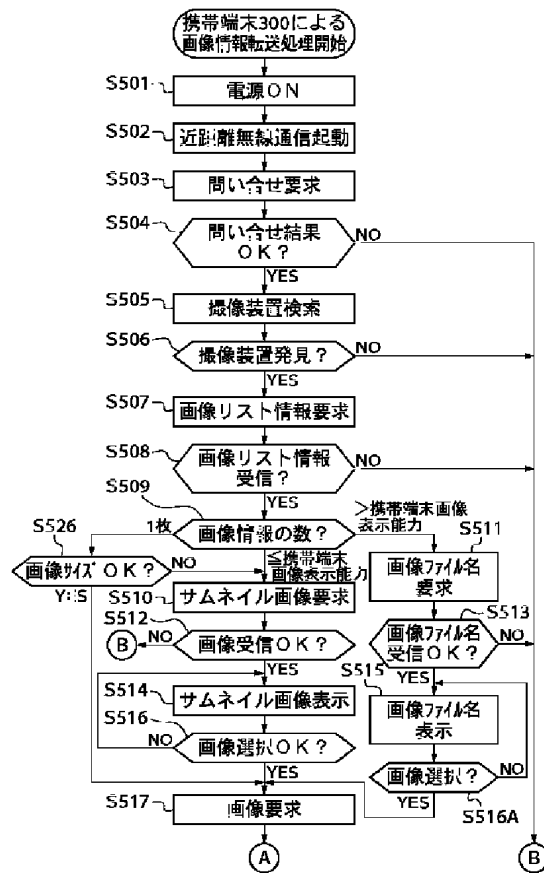 携帯端末300による
画像情報転送処理開始
S501
電源ON
S502
近距離無線通信起動
S503
問い合せ要求
S504
問い合せ結果
OK?
NO
YES
S505
撮像装置検索
S506
撮像装置発見?
NO
YES
S507
画像リスト情報要求
S508
画像リスト情報
受信?
NO
YES
S509
画像情報の数?
1枚
>携帯端末画像
表示能力
≦携帯端末
画像表示能力
S526
画像サイズOK?
NO
YES
S511
画像ファイル名
要求
S510
サムネイル画像要求
S512
画像受信OK?
NO
B
YES
S513
画像ファイル名
受信OK?
NO
YES
S514
サムネイル画像表示
S515
画像ファイル名
表示
S516
画像選択OK?
NO
YES
画像選択?
NO
YES
S516A
S517
画像要求
A
B